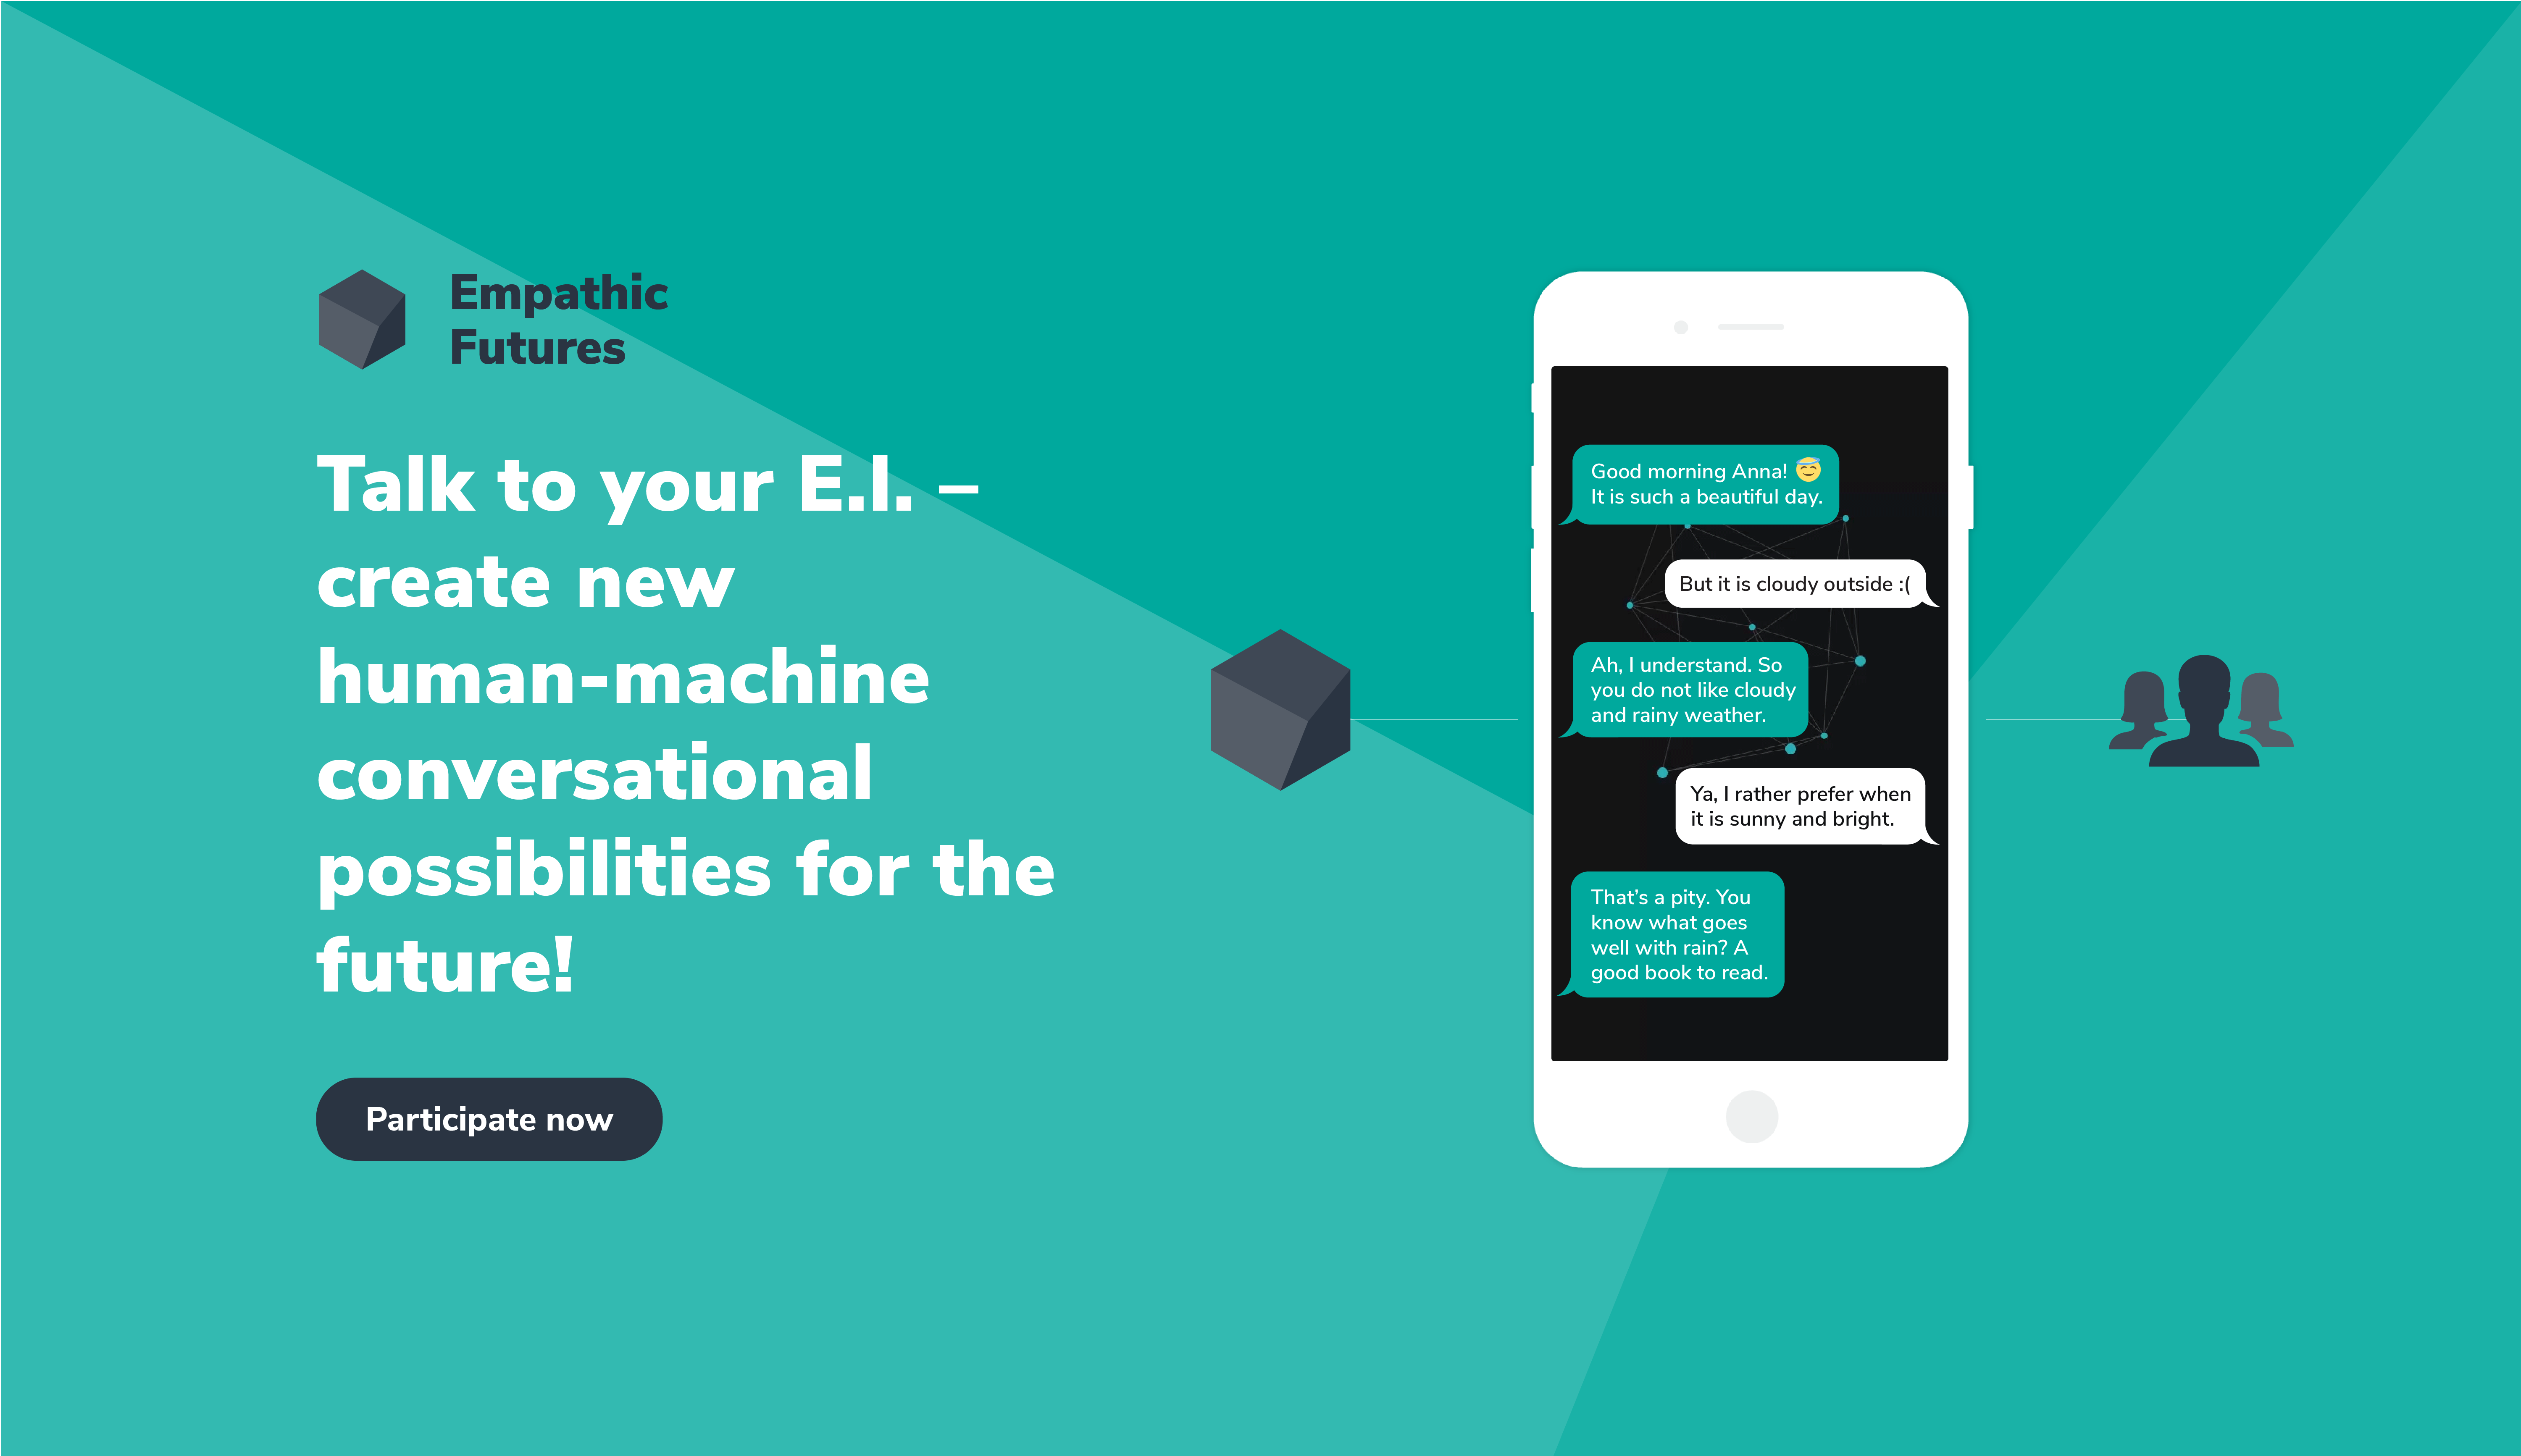 Empathic
Futures
Talk to your E.I. –
create new
human-machine
conversational
possibilities for the
future!
Participate now
Good morning Anna! 😇
It is such a beautiful day.
But it is cloudy outside :(
Ah, I understand. So
you do not like cloudy
and rainy weather.
Ya, I rather prefer when
it is sunny and bright.
That’s a pity. You
know what goes
well with rain? A
good book to read.